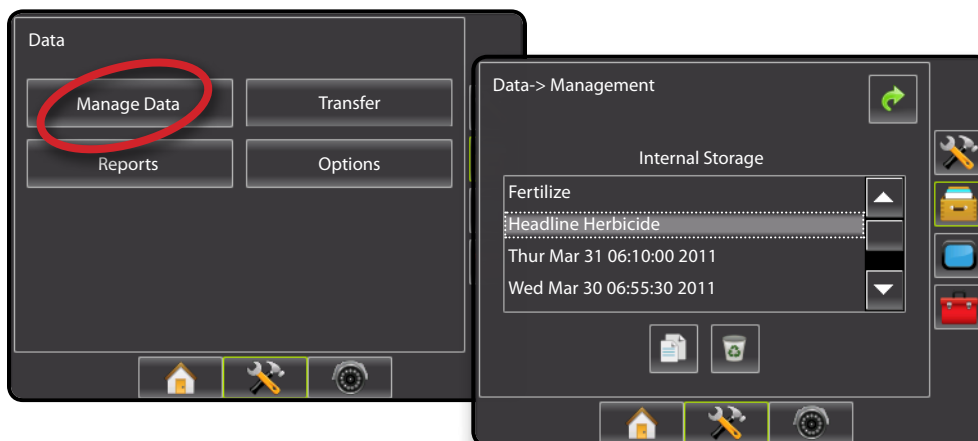 Data
Manage Data
Transfer
Reports
Options
Data-> Management
Internal Storage
Fertilize
Headline Herbicide
Thur Mar 31 06:10:00 2011
Wed Mar 30 06:55:30 2011